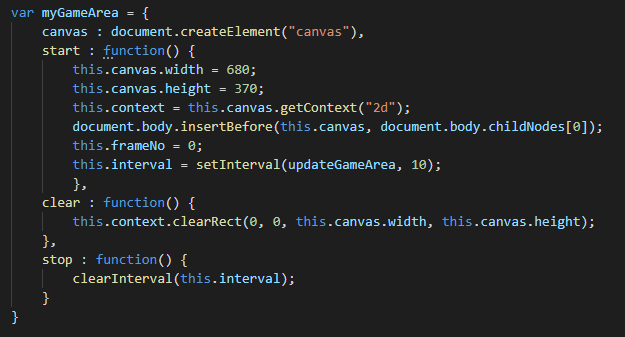 var myGameArea = {
    canvas : document.createElement("canvas"),
    start : function() {
        this.canvas.width = 680;
        this.canvas.height = 370;
        this.context = this.canvas.getContext("2d");
        document.body.insertBefore(this.canvas, document.body.childNodes[0]);
        this.frameNo = 0;
        this.interval = setInterval(updateGameArea, 10);
        },
    clear : function() {
        this.context.clearRect(0, 0, this.canvas.width, this.canvas.height);
    },
    stop : function() {
        clearInterval(this.interval);
    }
}